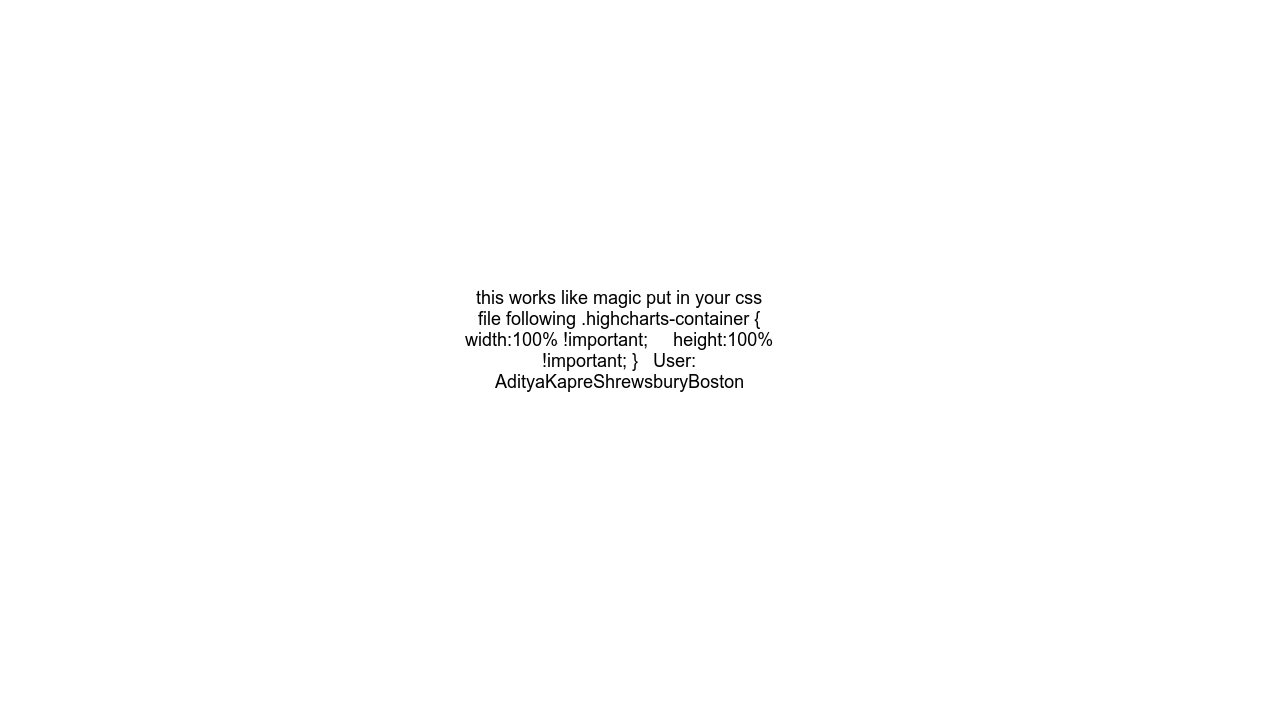 this works like magic put in your css
file following .highcharts-container {
width:100% !important;     height:100%
!important; }   User:
AdityaKapreShrewsburyBoston